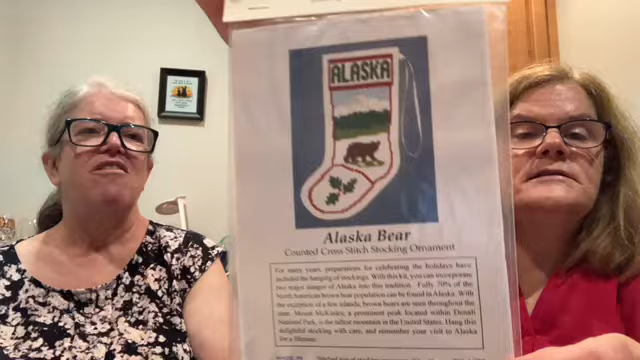 ALASKA
Alaska Bear
Counted Cross Stitch Stocking Ornament
For many years, preparations for celebrating the holidays have
included the hanging of stockings. With this kit, you can incorporate
two major images of Alaska into this tradition. Fully 70% of the
North American brown bear population can be found in Alaska. With
the exception of a few islands, brown bears are seen throughout the
state. Mount McKinley, a prominent peak located within Denali
National Park, is the tallest mountain in the United States. Hang this
delightful stocking with care, and remember your visit to Alaska
for a lifetime.